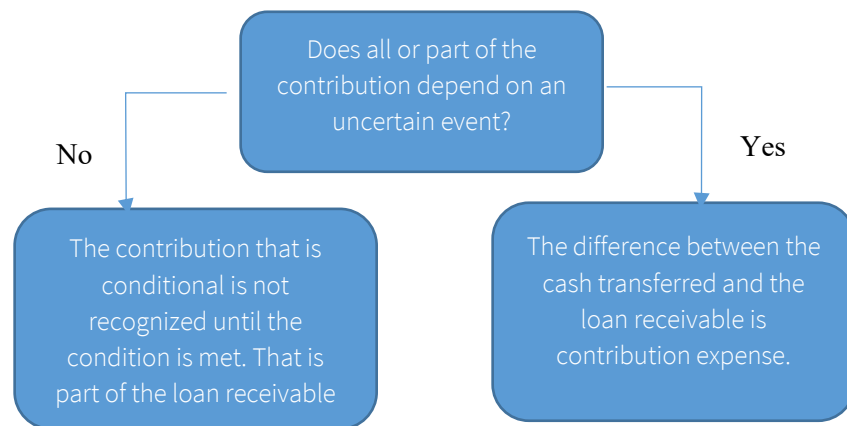 Does all or part of the
contribution depend on an
uncertain event?
No
Yes
The contribution that is
conditional is not
recognized until the
condition is met. That is
part of the loan receivable
The difference between the
cash transferred and the
loan receivable is
contribution expense.